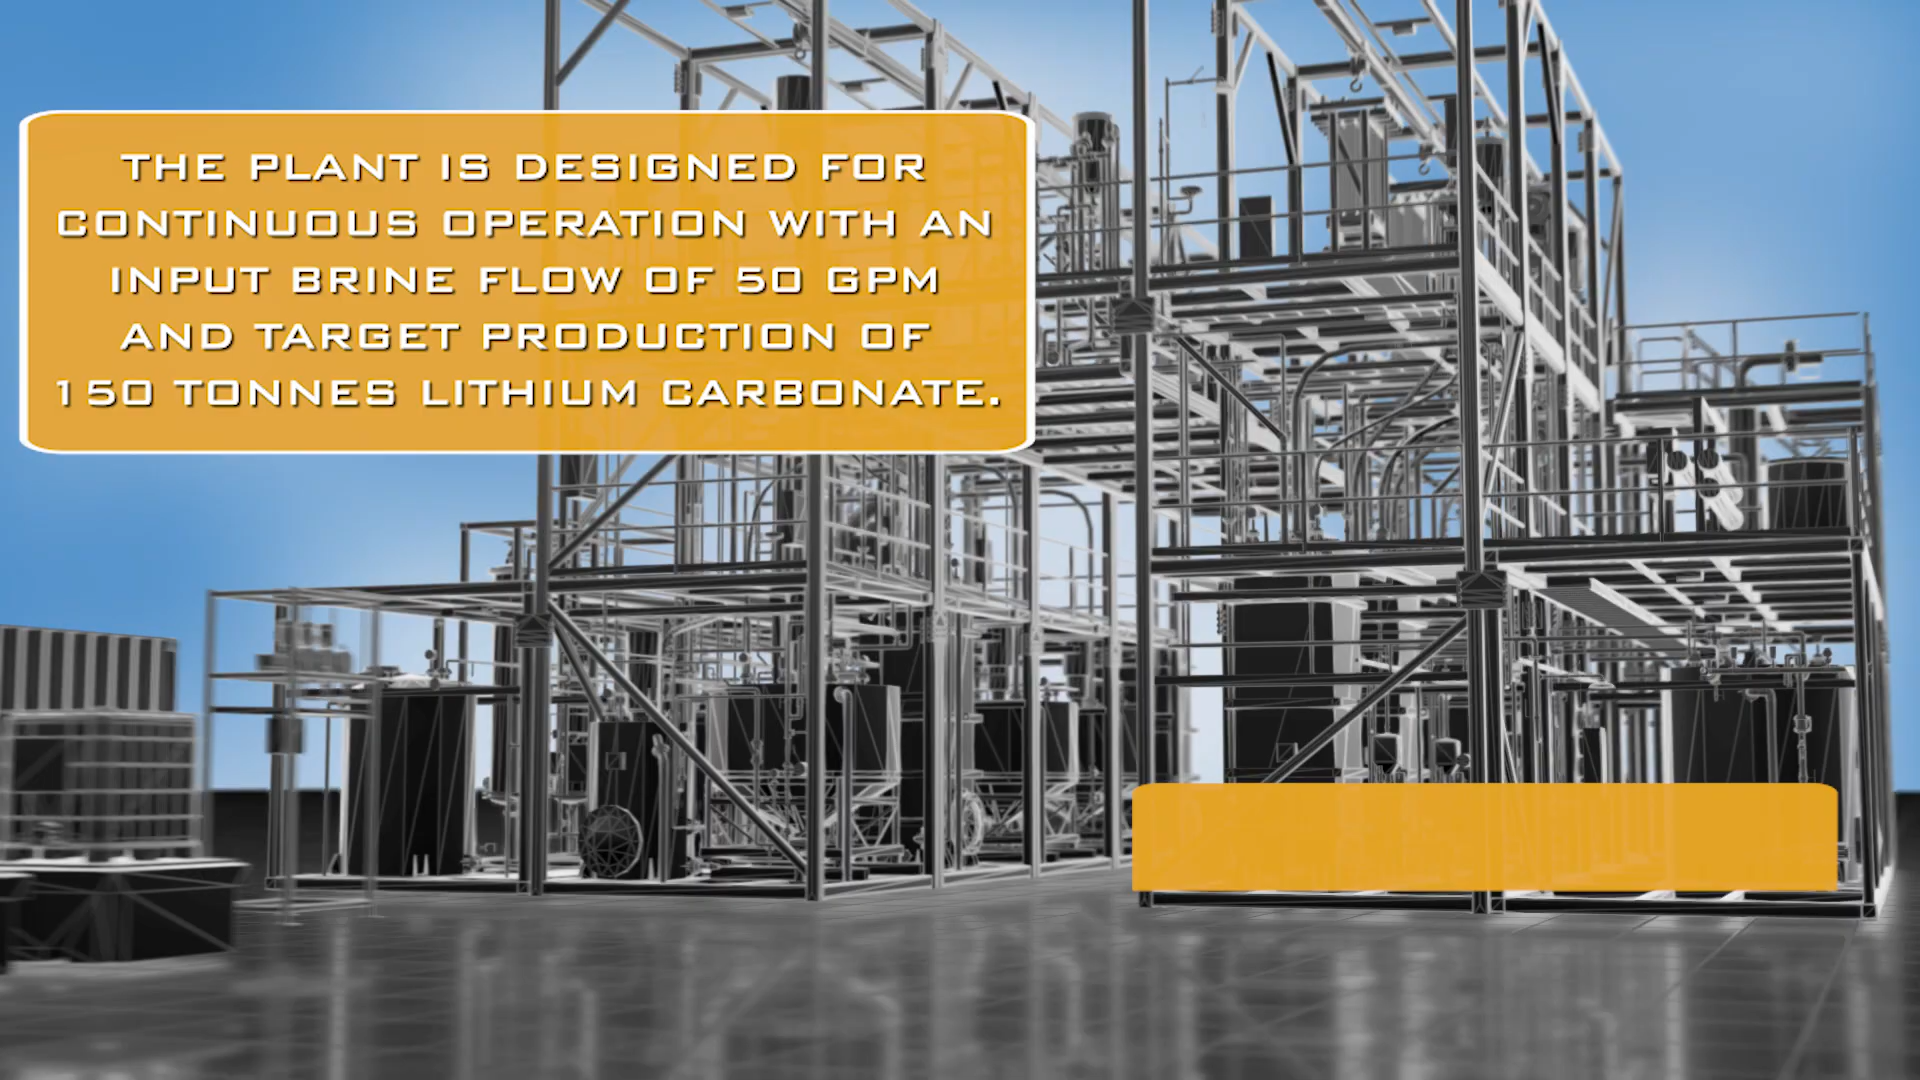 THE PLANT IS DESIGNED FOR
CONTINUOUS OPERATION WITH AN
INPUT BRINE FLOW OF 50 GPM
AND TARGET PRODUCTION OF
150 TONNES LITHIUM CARBONATE.